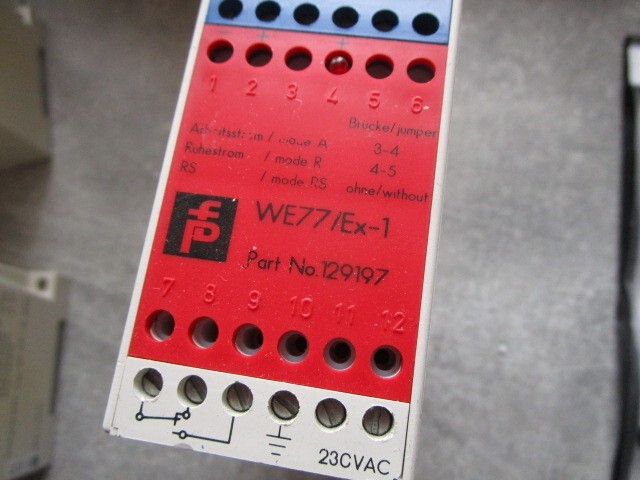 - + +
1 2 3 4 5 6
Brücke/jumper
Arbeitsstrom / mode A 3-4
Ruhestrom / mode R 4-5
RS / mode RS ohne/without
WE77/Ex-1
Part No.129197
7 8 9 10 11 12
230VAC